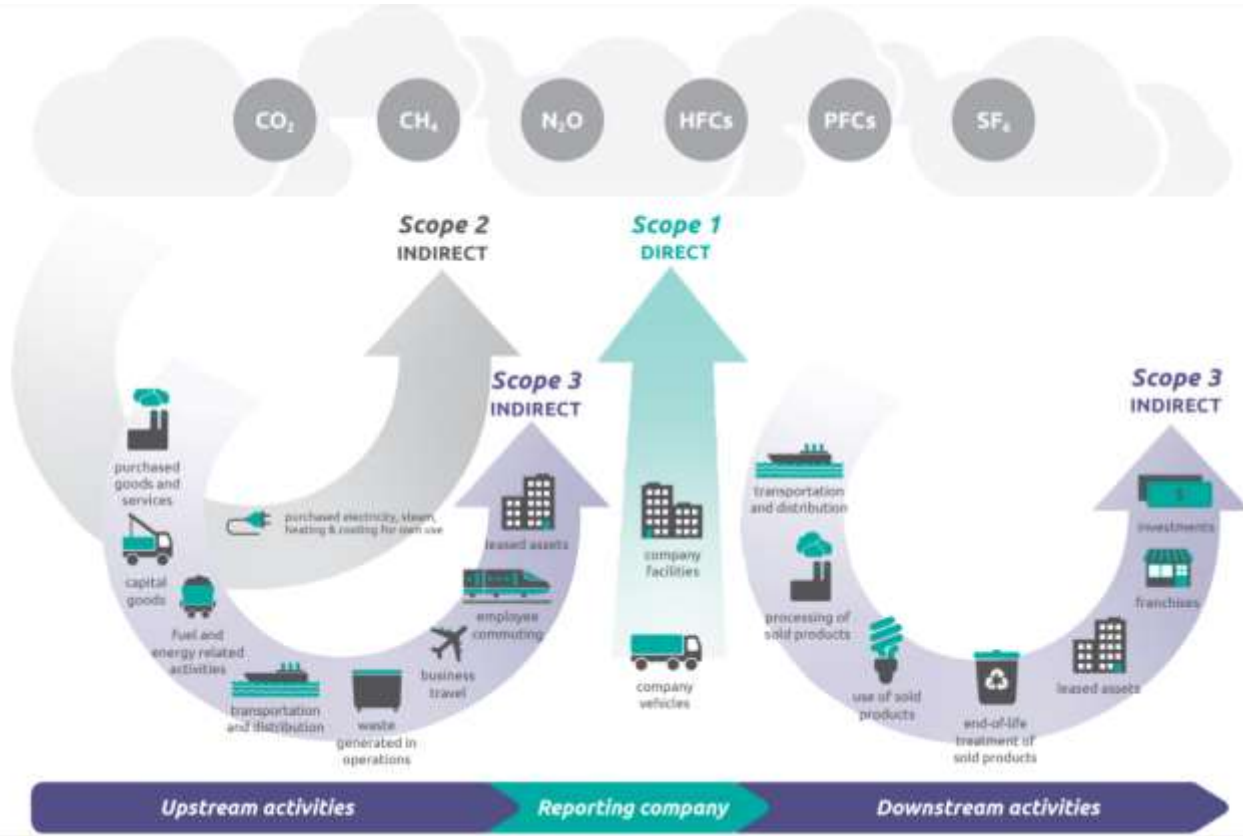 CO₂
CH₄
N₂O
HFCs
PFCs
SF₆
Scope 2
INDIRECT
Scope 1
DIRECT
Scope 3
INDIRECT
Scope 3
INDIRECT
purchased
goods and
services
capital
goods
fuel and
energy related
activities
transportation
and distribution
waste
generated in
operations
business
travel
employee
commuting
leased assets
purchased electricity, steam,
heating & cooling for own use
company
facilities
company
vehicles
transportation
and distribution
processing of
sold products
use of sold
products
end-of-life
treatment of
sold products
leased assets
franchises
investments
$
Upstream activities
Reporting company
Downstream activities